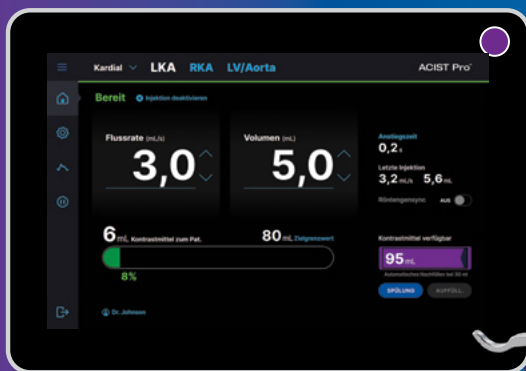 Kardial LKA RKA LV/Aorta ACIST Pro
Bereit Injektion deaktivieren
Flussrate (mL/s)
3,0
Volumen (mL)
5,0
Anstiegszeit
0,2 s
Letzte Injektion
3,2 mL/s 5,6 mL
Röntgensync AUS
6 mL Kontrastmittel zum Pat. 80 mL Zielgrenzwert
8%
Kontrastmittel verfügbar
95 mL
Automatisches Nachfüllen bei 30 ml
SPÜLUNG AUFFÜLL.
Dr. Johnson